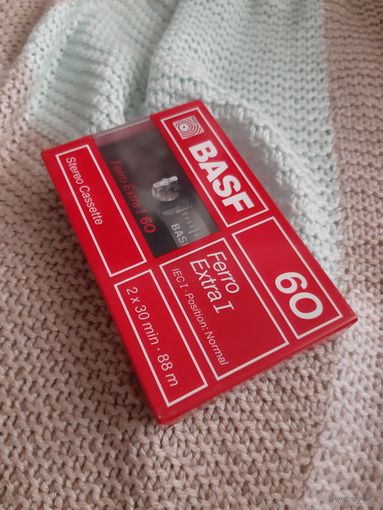 BASF
60
Ferro Extra I 60
BASF
Stereo Cassette
Ferro
Extra I
IEC I · Position: Normal
2 x 30 min · 88 m